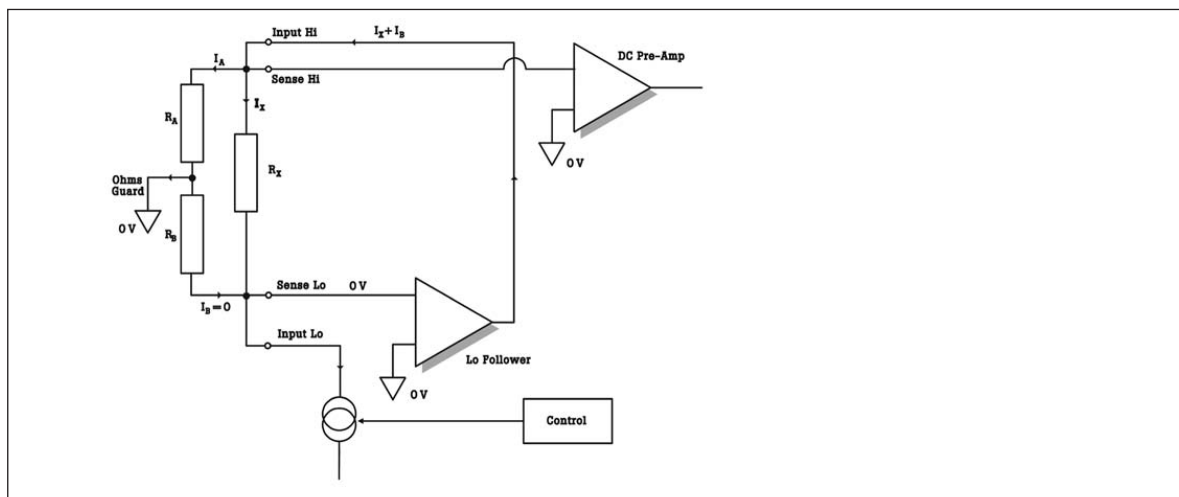 Input Hi
I_X+I_B
DC Pre-Amp
I_A
Sense Hi
I_X
R_A
R_X
0 V
Ohms
Guard
0 V
R_B
Sense Lo 0 V
I_B=0
Input Lo
Lo Follower
0 V
Control